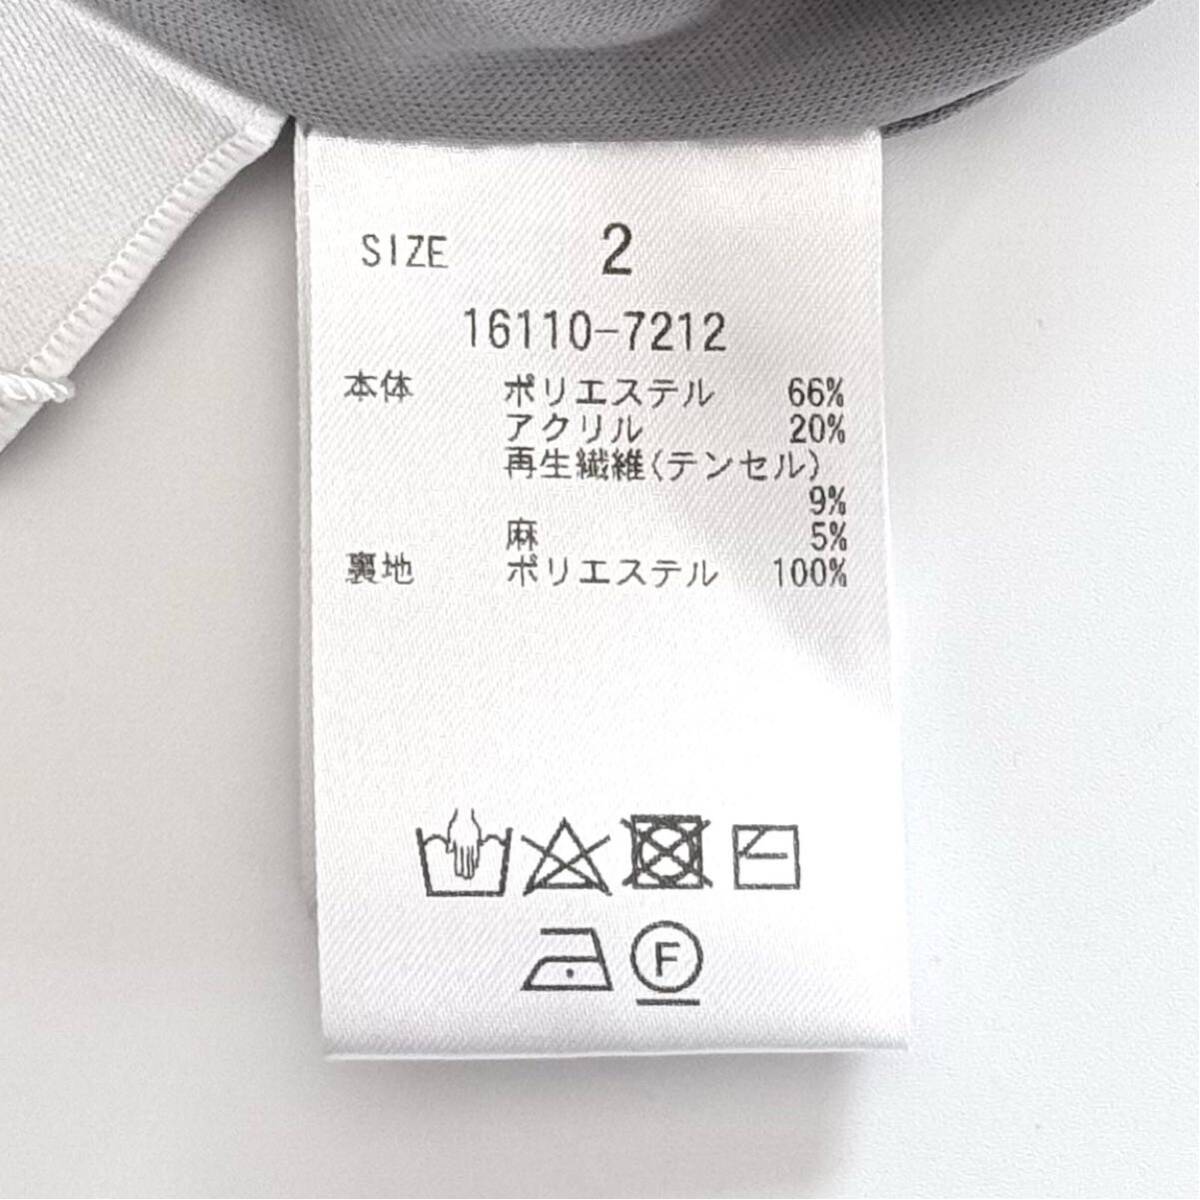 SIZE 2
16110-7212
本体 ポリエステル 66%
アクリル 20%
再生繊維(テンセル)
9%
麻 5%
裏地 ポリエステル 100%
F